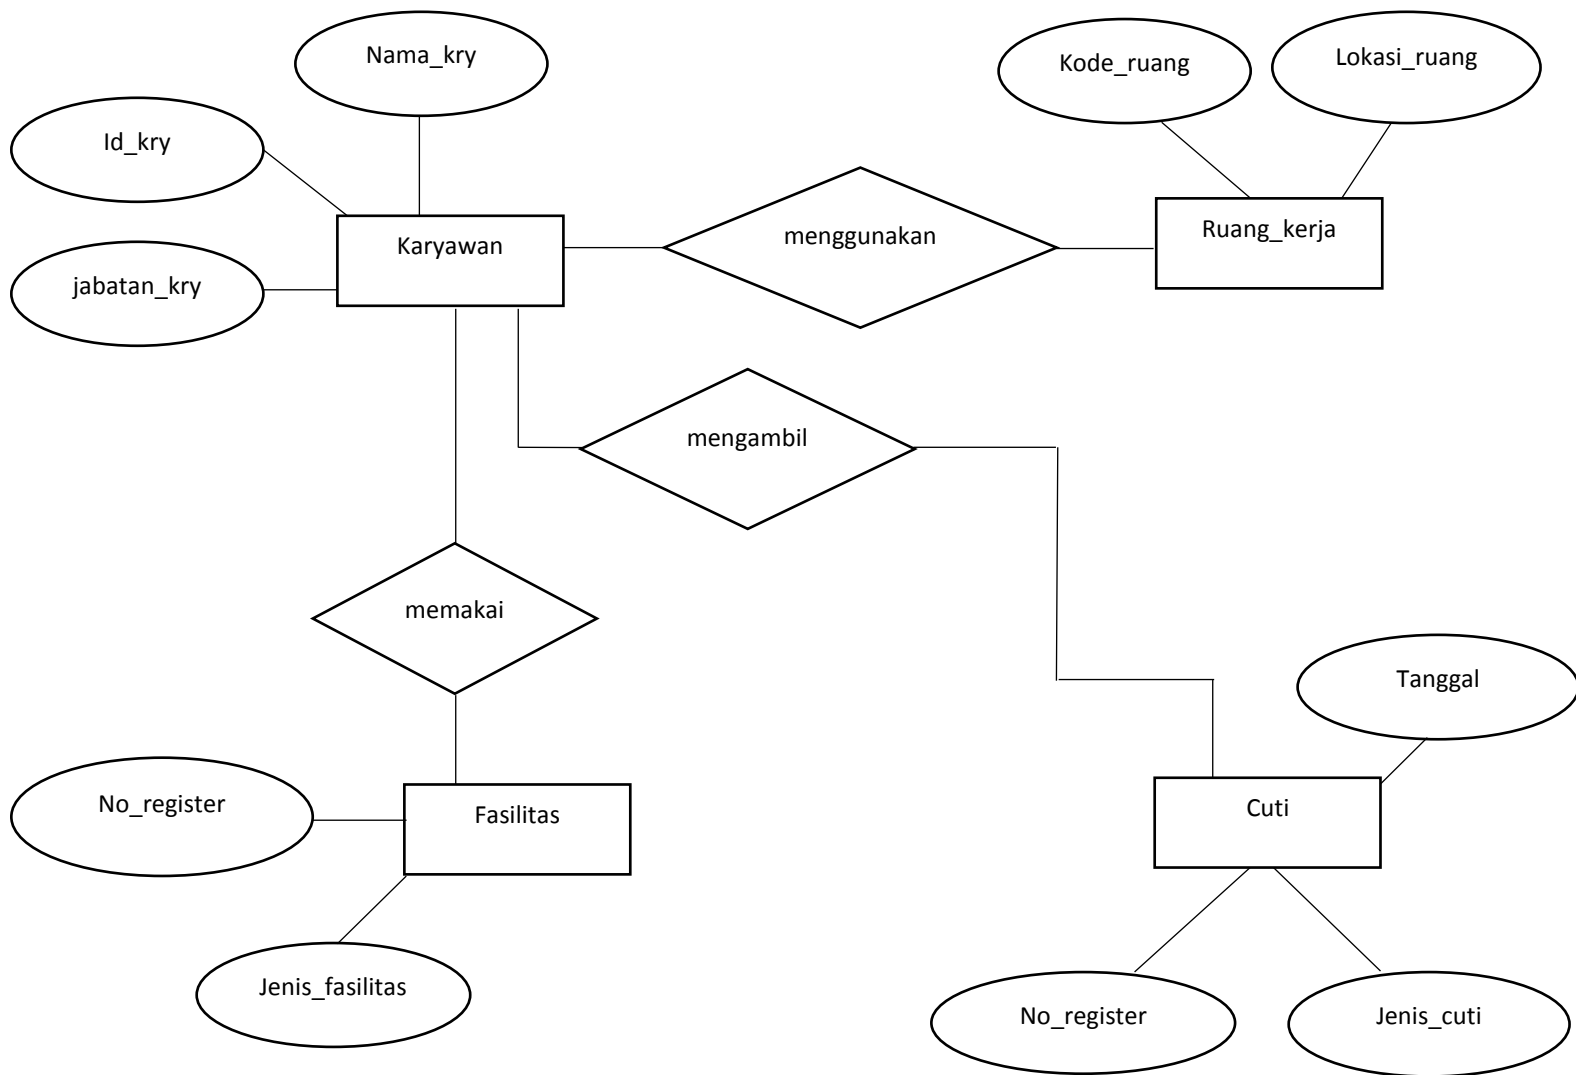 Nama_kry
Kode_ruang
Lokasi_ruang
Id_kry
Karyawan
menggunakan
Ruang_kerja
jabatan_kry
mengambil
memakai
Tanggal
No_register
Fasilitas
Cuti
Jenis_fasilitas
No_register
Jenis_cuti